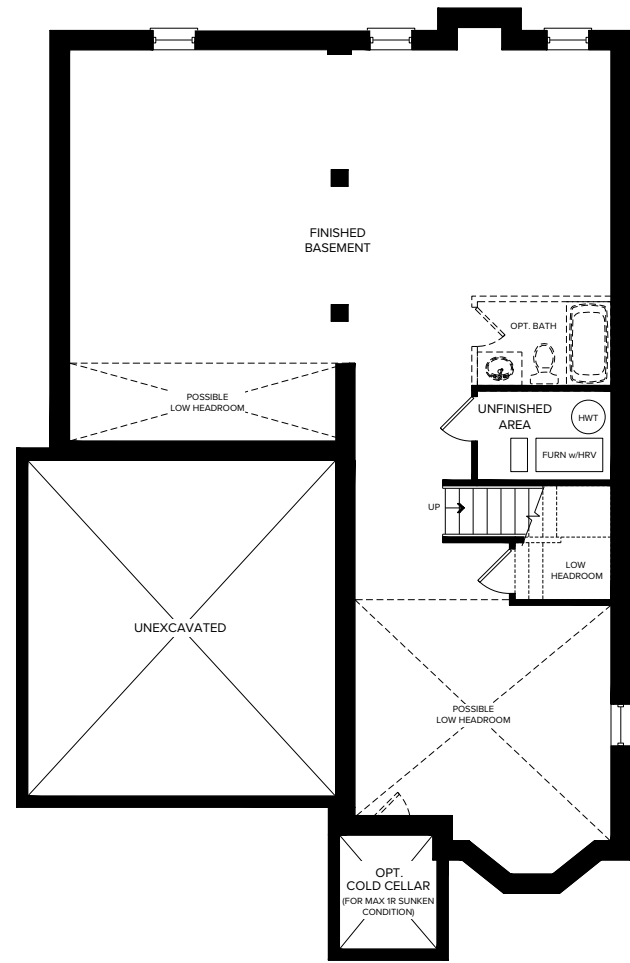 FINISHED
BASEMENT
OPT. BATH
POSSIBLE
LOW HEADROOM
UNFINISHED
AREA
HWT
FURN w/HRV
UP
LOW
HEADROOM
UNEXCAVATED
POSSIBLE
LOW HEADROOM
OPT.
COLD CELLAR
(FOR MAX 1R SUNKEN
CONDITION)